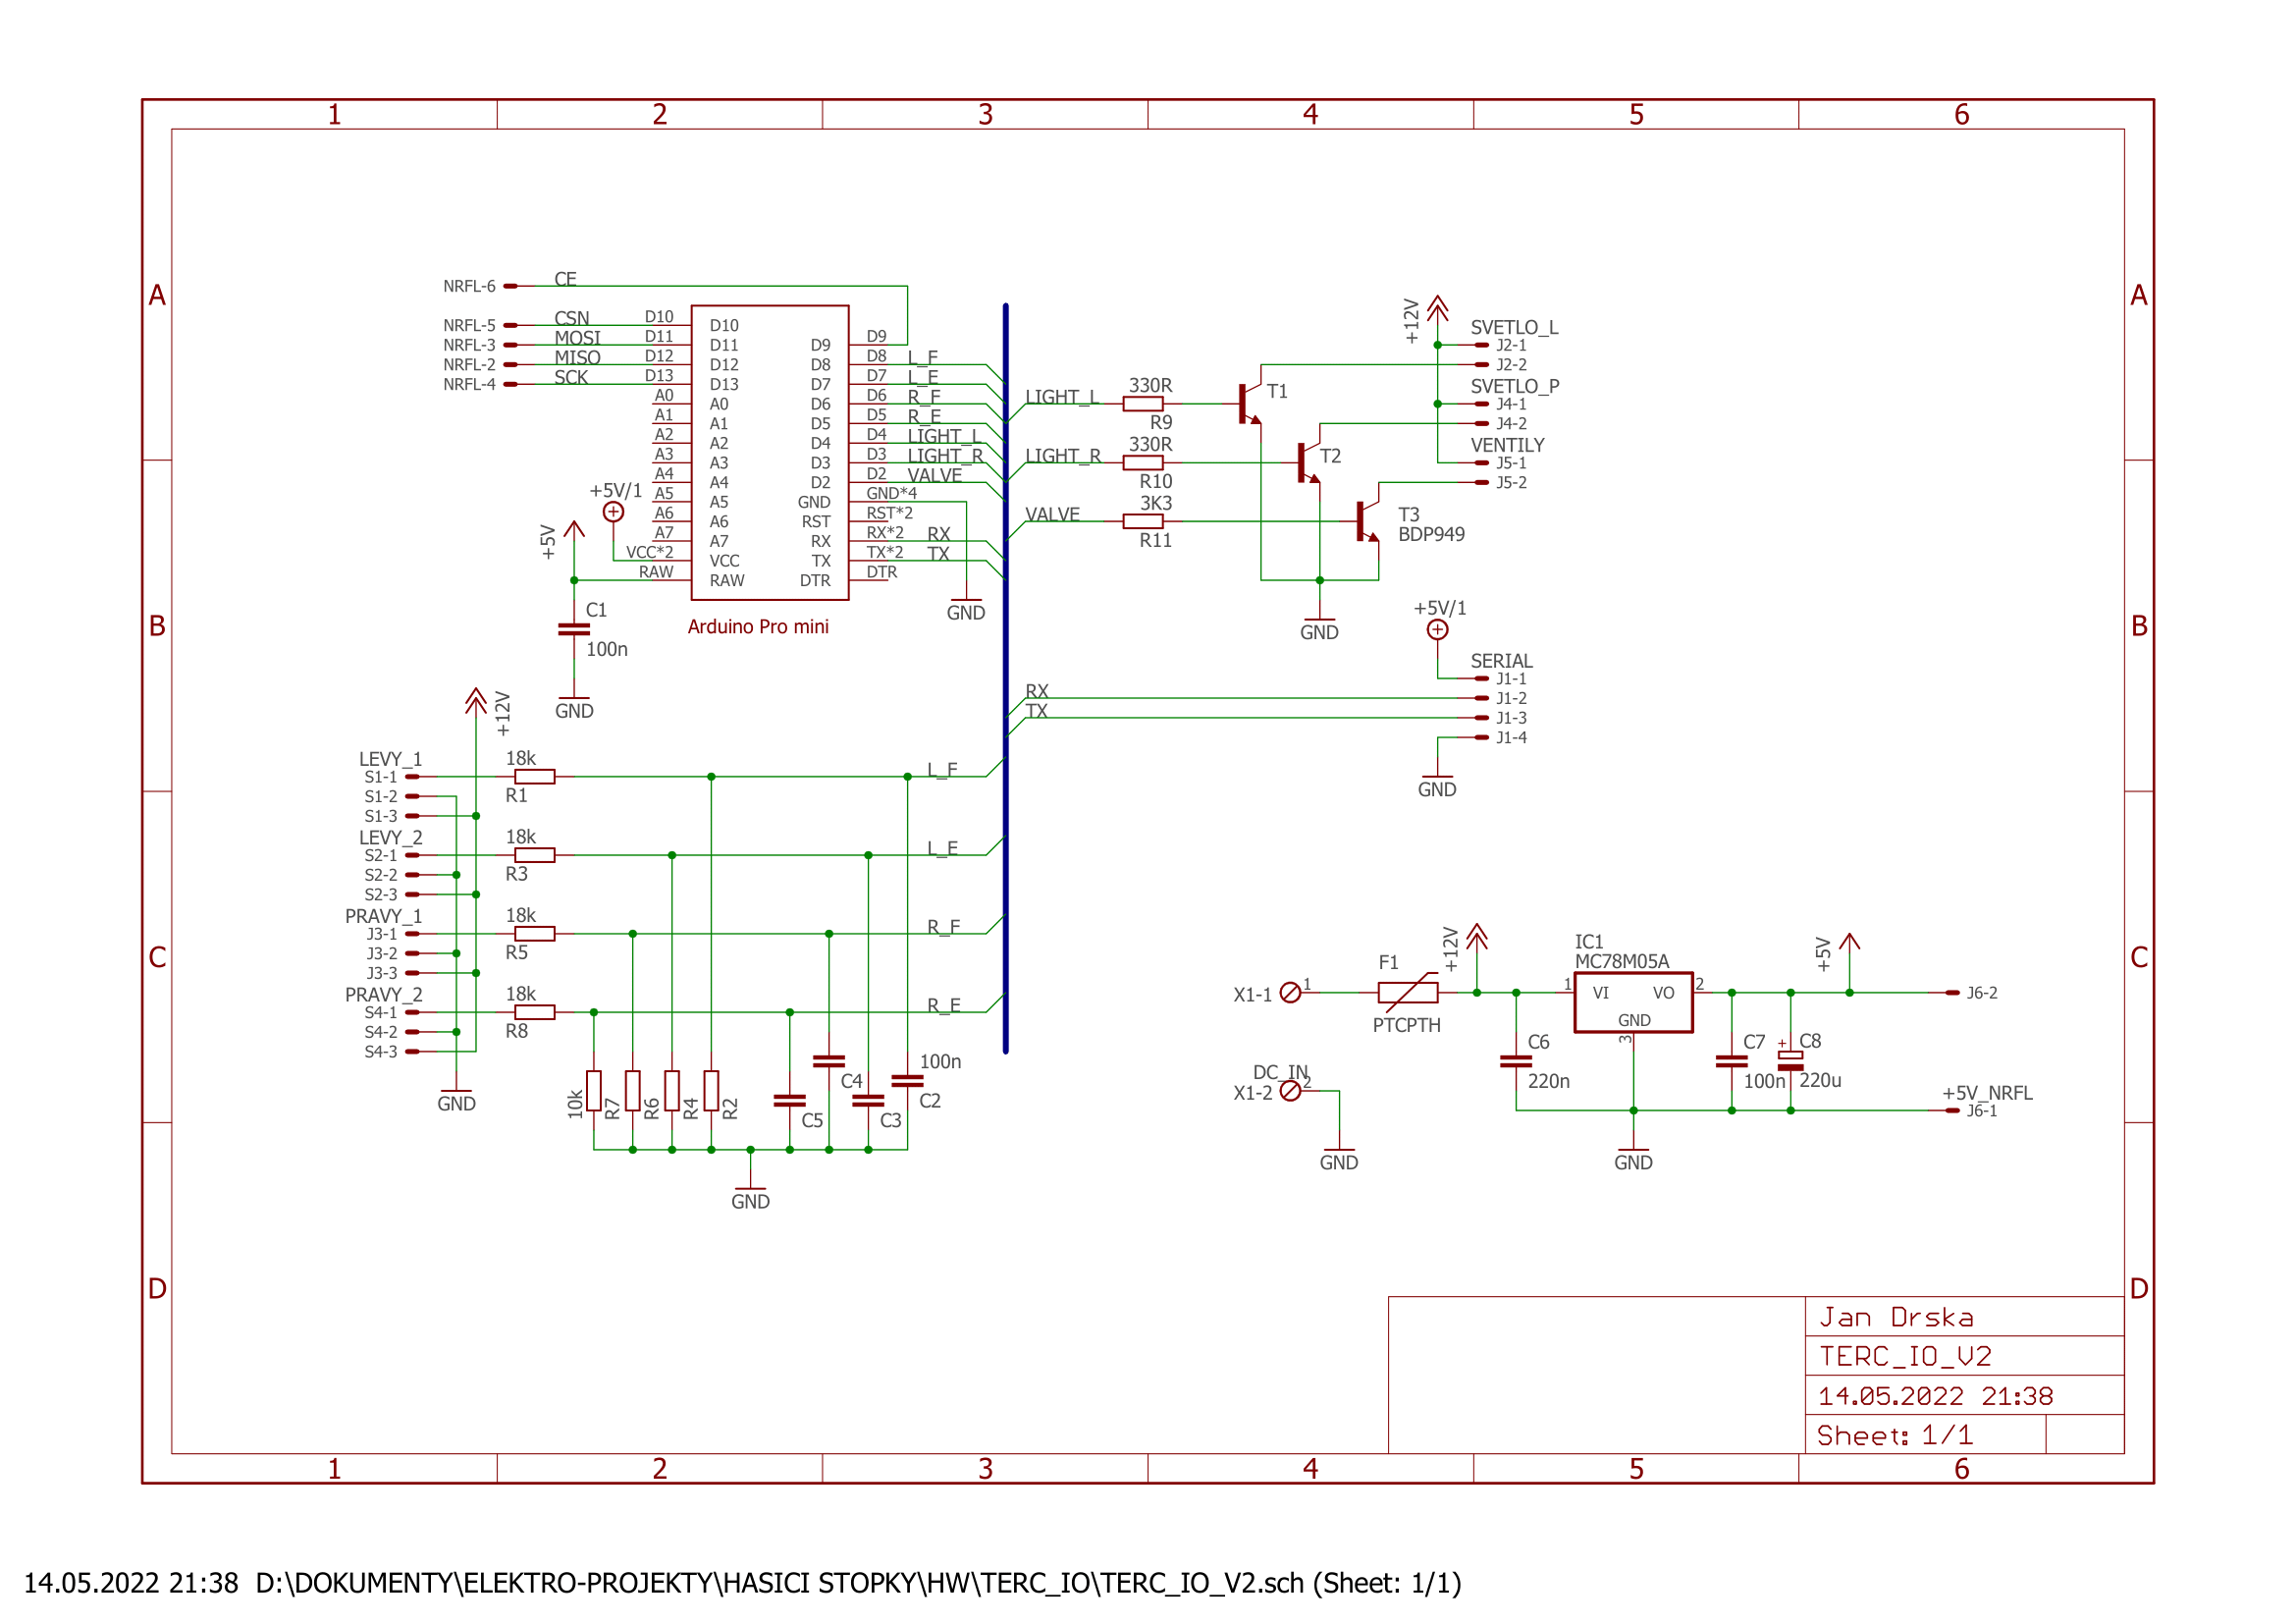 1 2 3 4 5 6
A A
B B
C C
D D
NRFL-6 CE
NRFL-5 CSN D10
NRFL-3 MOSI D11
NRFL-2 MISO D12
NRFL-4 SCK D13
A0
A1
A2
A3
A4
A5
A6
A7
VCC*2
RAW
D10
D11
D12
D13
A0
A1
A2
A3
A4
A5
A6
A7
VCC
RAW
D9
D8
D7
D6
D5
D4
D3
D2
GND
RST
RX
TX
DTR
D9
D8 L_F
D7 L_E
D6 R_F
D5 R_E
D4 LIGHT_L
D3 LIGHT_R
D2 VALVE
GND*4
RST*2
RX*2 RX
TX*2 TX
DTR
GND
Arduino Pro mini
+5V/1
+5V
C1
100n
GND
LIGHT_L 330R
R9
T1
LIGHT_R 330R
R10
T2
VALVE 3K3
R11
T3
BDP949
GND
+12V
SVETLO_L
J2-1
J2-2
SVETLO_P
J4-1
J4-2
VENTILY
J5-1
J5-2
+5V/1
SERIAL
J1-1
RX J1-2
TX J1-3
J1-4
GND
+12V
LEVY_1 18k
S1-1 L_F
S1-2 R1
S1-3
LEVY_2 18k
S2-1 L_E
S2-2 R3
S2-3
PRAVY_1 18k
J3-1 R_F
J3-2 R5
J3-3
PRAVY_2 18k
S4-1 R_E
S4-2 R8
S4-3
GND
10k R7 R6 R4 R2
C5 C4 C3 C2
100n
GND
X1-1 1
F1
PTCPTH
+12V
IC1
MC78M05A
1 VI VO 2
GND
3
+5V
J6-2
C6
220n
C7
100n
+ C8
220u
+5V_NRFL
J6-1
DC_IN
X1-2 2
GND
GND
Jan Drska
TERC_IO_V2
14.05.2022 21:38
Sheet: 1/1
1 2 3 4 5 6
14.05.2022 21:38 D:\DOKUMENTY\ELEKTRO-PROJEKTY\HASICI STOPKY\HW\TERC_IO\TERC_IO_V2.sch (Sheet: 1/1)